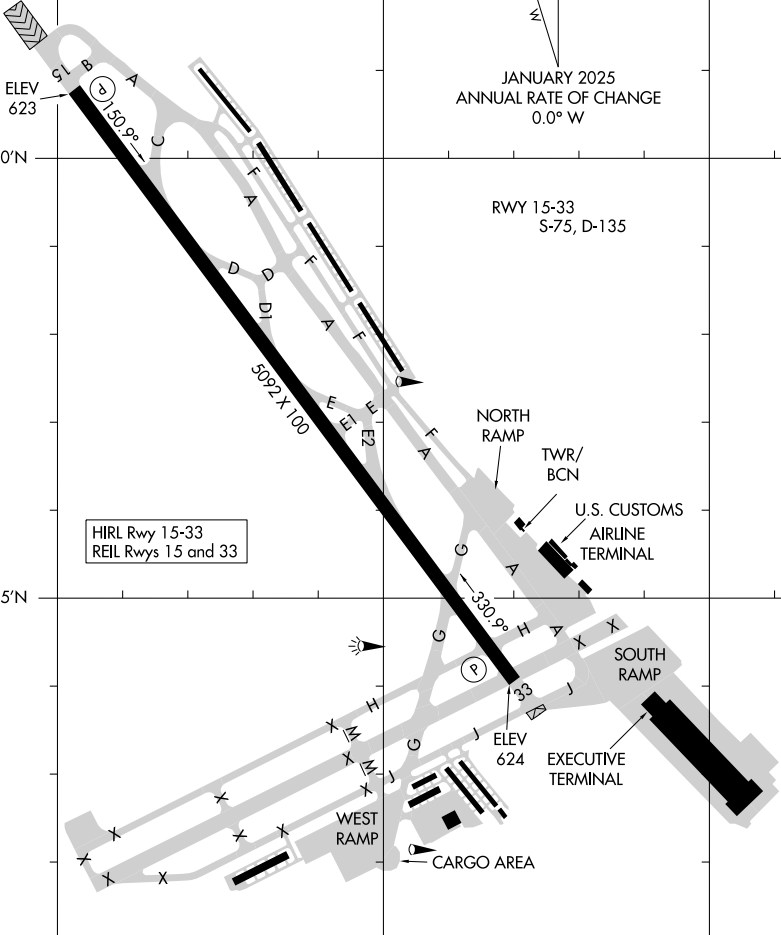 W
JANUARY 2025
ANNUAL RATE OF CHANGE
0.0° W
15
B
A
ELEV
623
P
150.9°
C
0'N
F
A
RWY 15-33
S-75, D-135
D
D
F
D1
A
F
5092 X 100
E
E
E1
E2
F
A
NORTH
RAMP
TWR/
BCN
U.S. CUSTOMS
AIRLINE
TERMINAL
HIRL Rwy 15-33
REIL Rwys 15 and 33
G
A
5'N
330.9°
G
H
A
X
X
P
SOUTH
RAMP
33
J
H
X
M
G
J
ELEV
624
X
M
J
EXECUTIVE
TERMINAL
X
X
WEST
RAMP
X
X
X
X
X
X
CARGO AREA